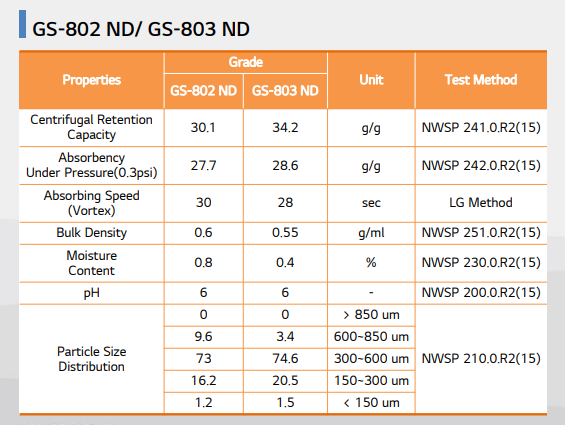 GS-802 ND/ GS-803 ND
Properties Grade Unit Test Method
GS-802 ND GS-803 ND
Centrifugal Retention
Capacity 30.1 34.2 g/g NWSP 241.0.R2(15)
Absorbency
Under Pressure(0.3psi) 27.7 28.6 g/g NWSP 242.0.R2(15)
Absorbing Speed
(Vortex) 30 28 sec LG Method
Bulk Density 0.6 0.55 g/ml NWSP 251.0.R2(15)
Moisture
Content 0.8 0.4 % NWSP 230.0.R2(15)
pH 6 6 - NWSP 200.0.R2(15)
Particle Size
Distribution
0 0 > 850 um
9.6 3.4 600~850 um
73 74.6 300~600 um NWSP 210.0.R2(15)
16.2 20.5 150~300 um
1.2 1.5 < 150 um